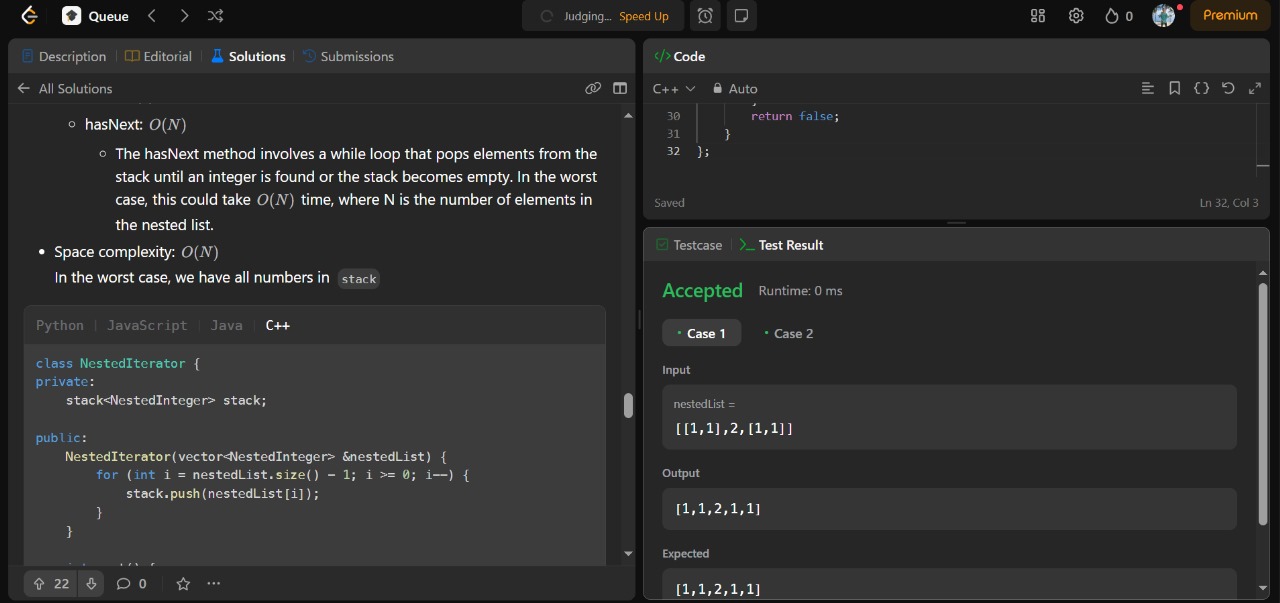 Queue
Judging... Speed Up
0
Premium
Description
Editorial
Solutions
Submissions
All Solutions
hasNext: O(N)
The hasNext method involves a while loop that pops elements from the
stack until an integer is found or the stack becomes empty. In the worst
case, this could take O(N) time, where N is the number of elements in
the nested list.
Space complexity: O(N)
In the worst case, we have all numbers in stack
Python JavaScript Java C++
class NestedIterator {
private:
stack<NestedInteger> stack;
public:
NestedIterator(vector<NestedInteger> &nestedList) {
for (int i = nestedList.size() - 1; i >= 0; i--) {
stack.push(nestedList[i]);
}
}
22
0
</> Code
C++
Auto
30 return false;
31 }
32 };
Saved
Ln 32, Col 3
Testcase
>_ Test Result
Accepted Runtime: 0 ms
Case 1
Case 2
Input
nestedList =
[[1,1],2,[1,1]]
Output
[1,1,2,1,1]
Expected
[1,1,2,1,1]